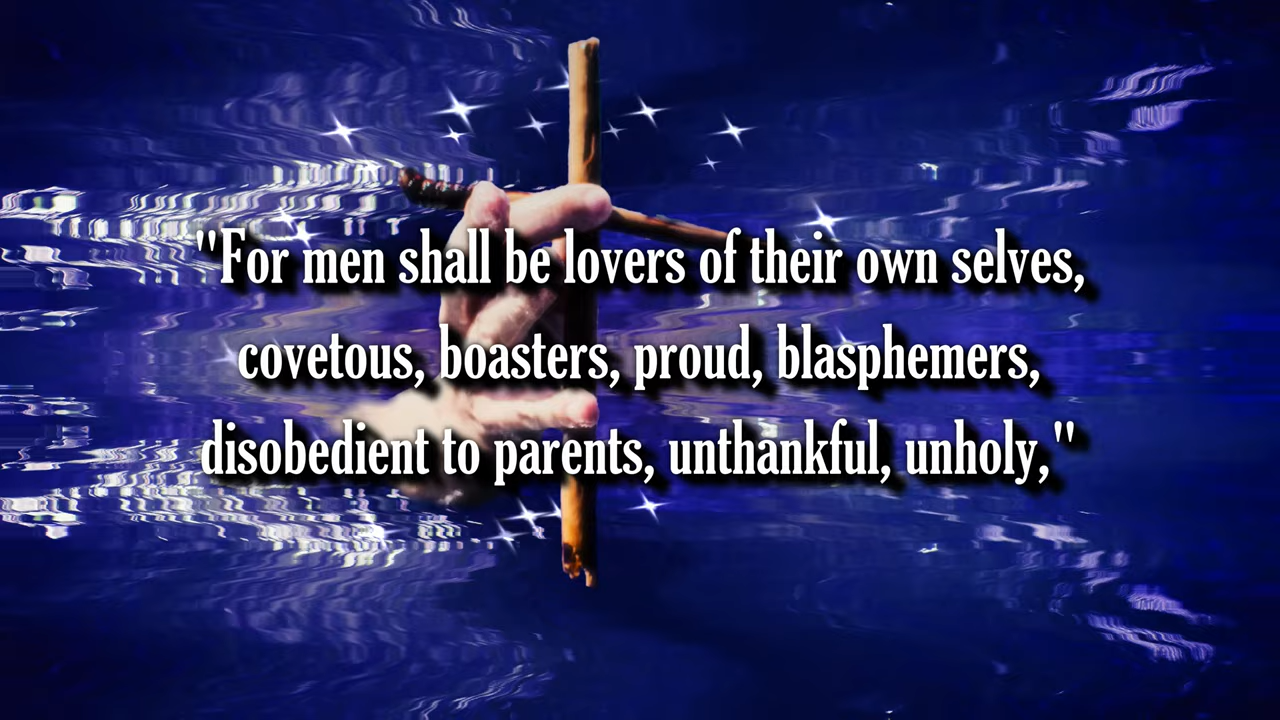 "For men shall be lovers of their own selves,
covetous, boasters, proud, blasphemers,
disobedient to parents, unthankful, unholy,"